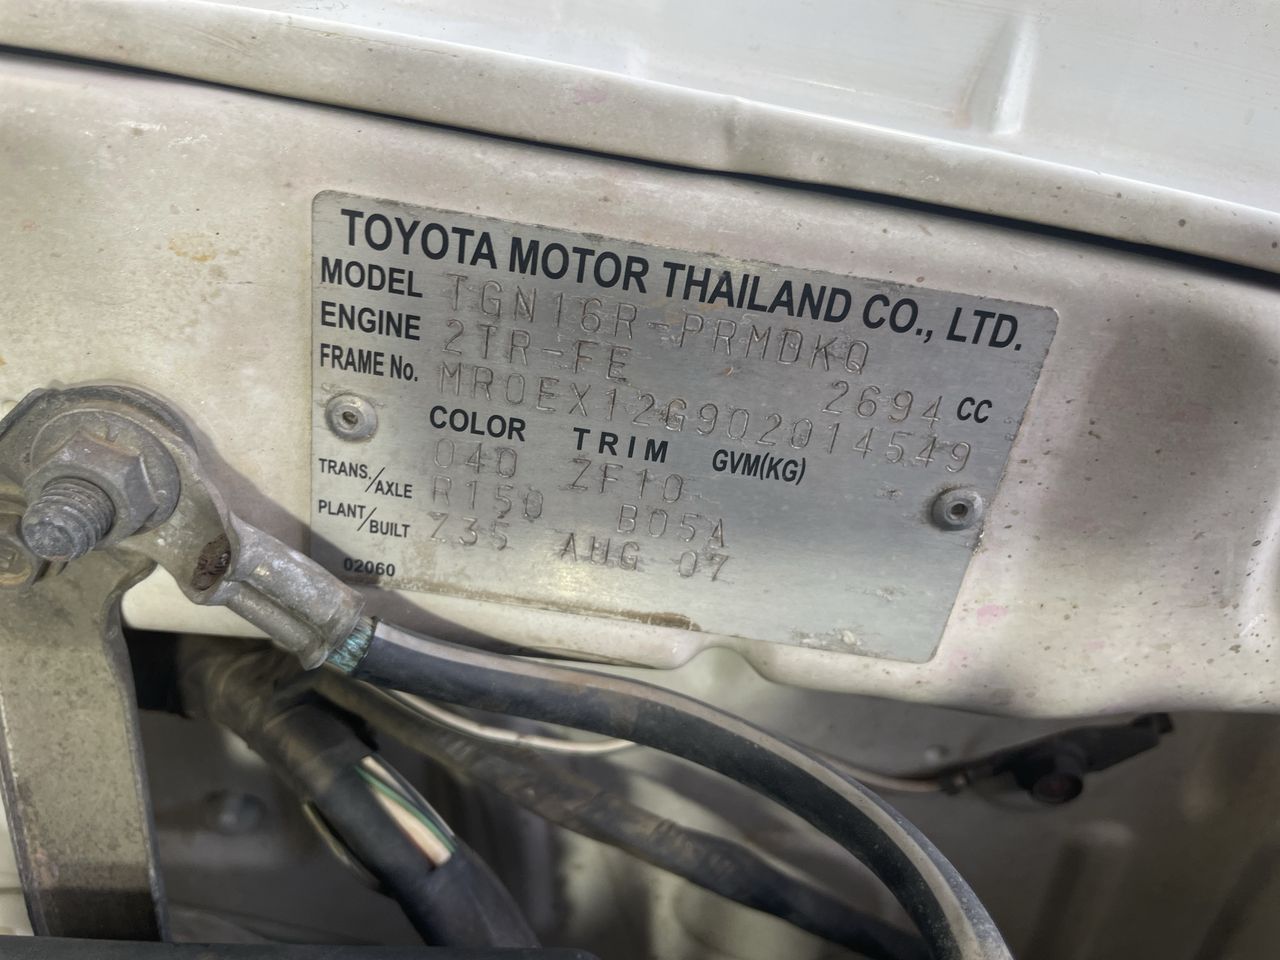 TOYOTA MOTOR THAILAND CO., LTD.
MODEL TGN16R-PRMDKQ
ENGINE 2TR-FE 2694 CC
FRAME No. MR0EX12G902014549
COLOR TRIM GVM(KG)
040 ZF10
TRANS./AXLE R150 B05A
PLANT/BUILT Z35 AUG 07
02060